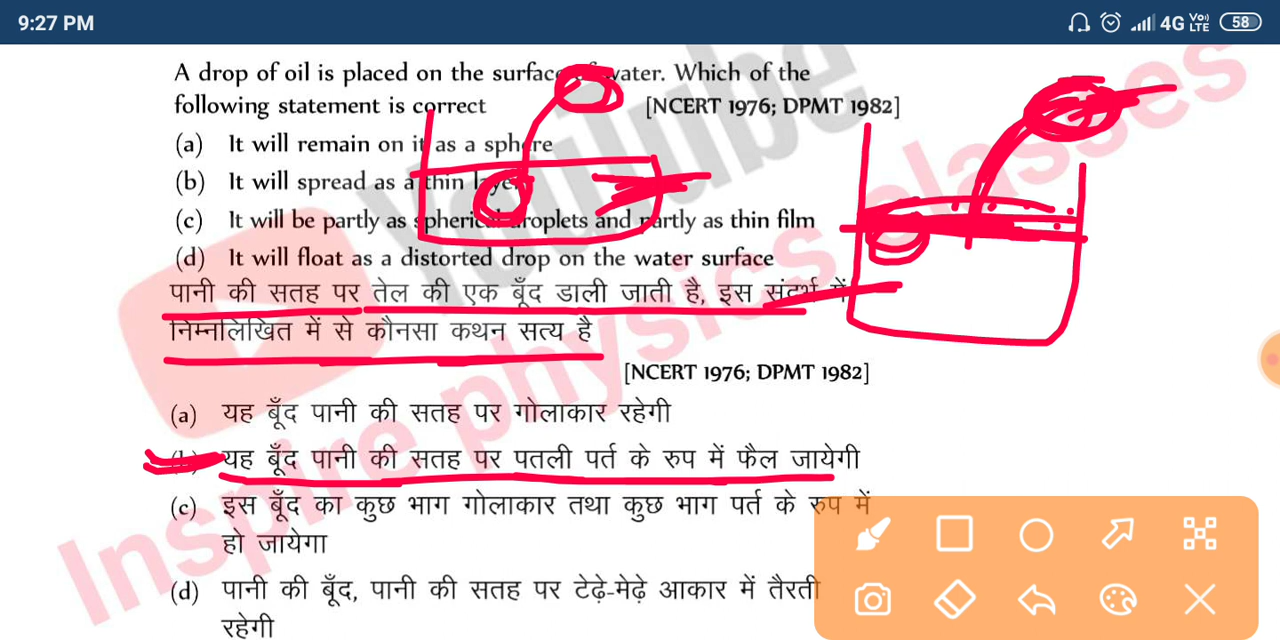 9:27 PM
4G VoLTE 58
A drop of oil is placed on the surface of water. Which of the
following statement is correct [NCERT 1976; DPMT 1982]
(a) It will remain on it as a sphere
(b) It will spread as a thin layer
(c) It will be partly as spherical droplets and partly as thin film
(d) It will float as a distorted drop on the water surface
पानी की सतह पर तेल की एक बूँद डाली जाती है, इस संदर्भ में
निम्नलिखित में से कौनसा कथन सत्य है
[NCERT 1976; DPMT 1982]
(a) यह बूँद पानी की सतह पर गोलाकार रहेगी
(b) यह बूँद पानी की सतह पर पतली पर्त के रुप में फैल जायेगी
(c) इस बूँद का कुछ भाग गोलाकार तथा कुछ भाग पर्त के रुप में
हो जायेगा
(d) पानी की बूँद, पानी की सतह पर टेढ़े-मेढ़े आकार में तैरती
रहेगी
YouTube
Inspire physics classes